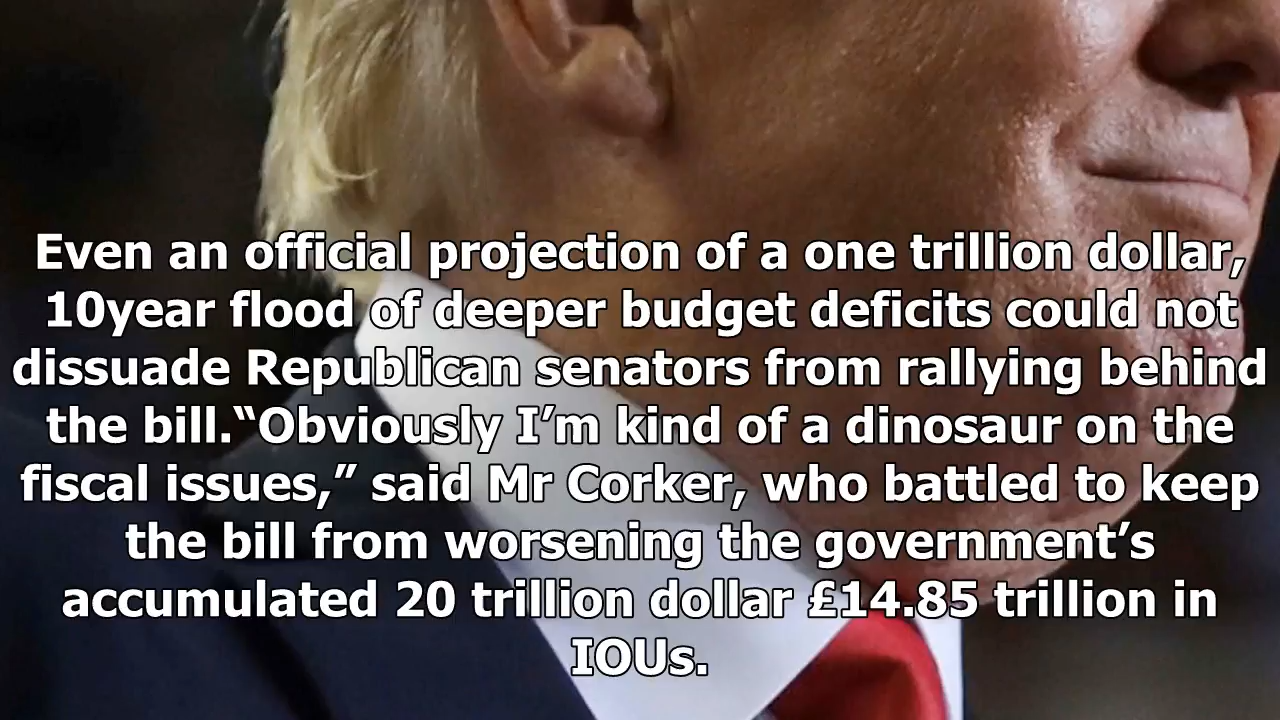 Even an official projection of a one trillion dollar,
10year flood of deeper budget deficits could not
dissuade Republican senators from rallying behind
the bill.“Obviously I’m kind of a dinosaur on the
fiscal issues,” said Mr Corker, who battled to keep
the bill from worsening the government’s
accumulated 20 trillion dollar £14.85 trillion in
IOUs.